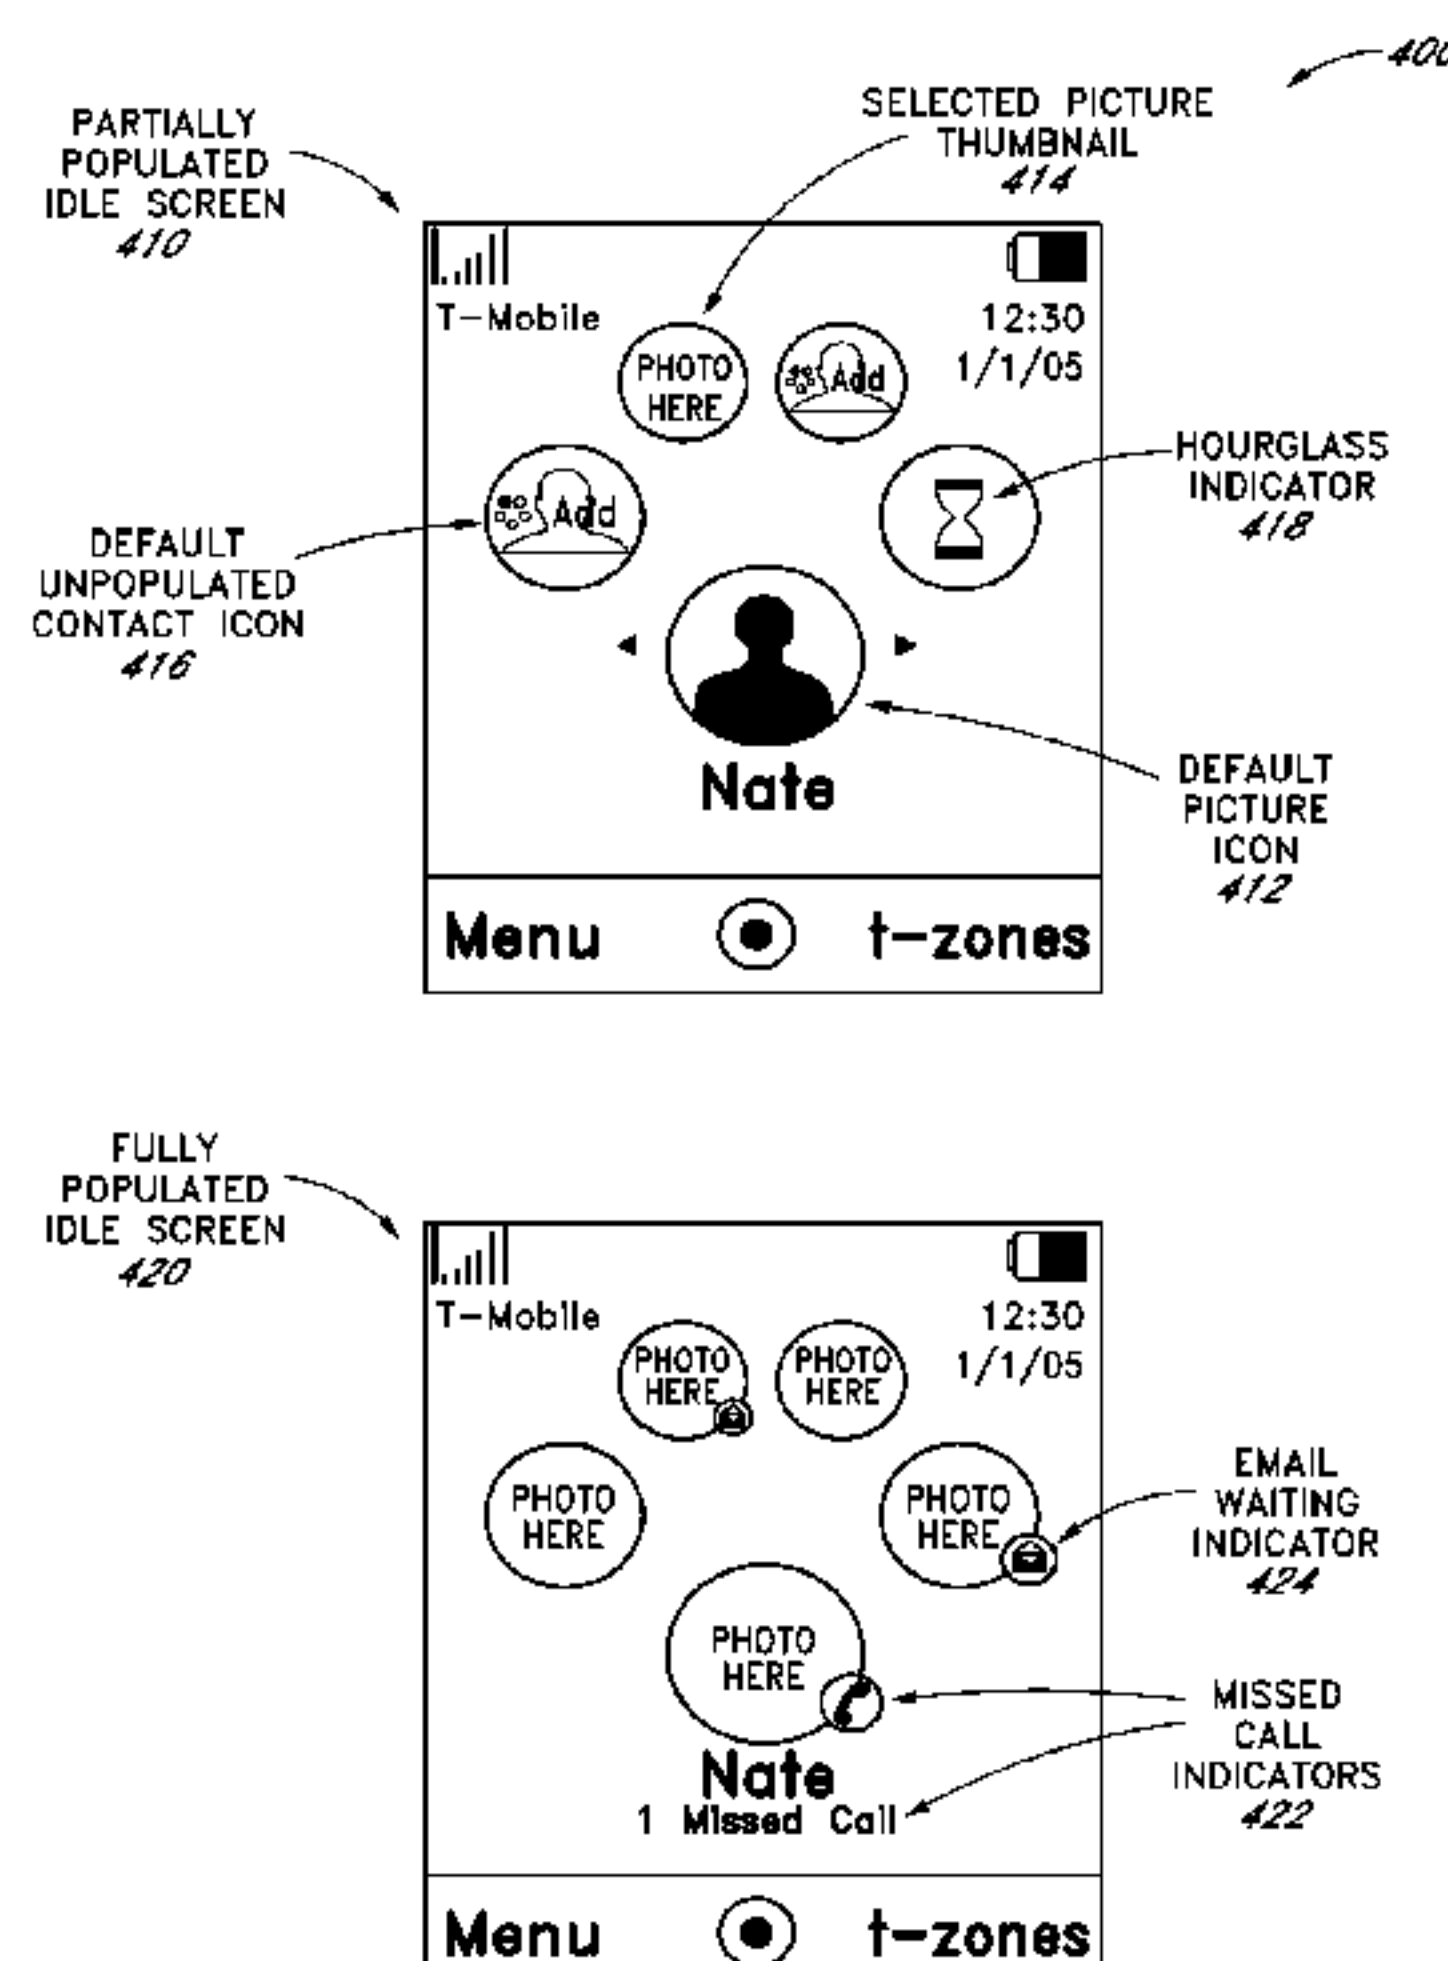 400
SELECTED PICTURE
THUMBNAIL
414
PARTIALLY
POPULATED
IDLE SCREEN
410
T-Mobile
12:30
1/1/05
PHOTO
HERE
Add
HOURGLASS
INDICATOR
418
Add
DEFAULT
UNPOPULATED
CONTACT ICON
416
DEFAULT
PICTURE
ICON
412
Nate
Menu
t-zones
FULLY
POPULATED
IDLE SCREEN
420
T-Mobile
12:30
1/1/05
PHOTO
HERE
PHOTO
HERE
PHOTO
HERE
PHOTO
HERE
EMAIL
WAITING
INDICATOR
424
PHOTO
HERE
MISSED
CALL
INDICATORS
422
Nate
1 Missed Call
Menu
t-zones